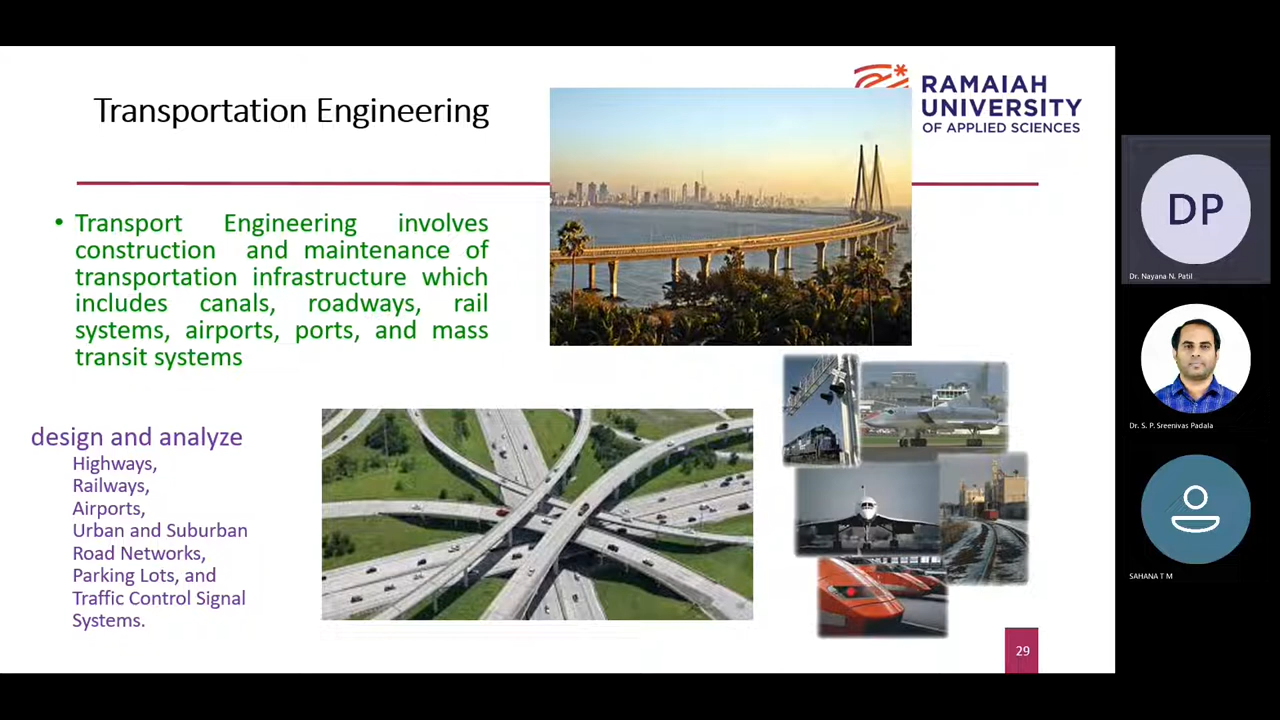 Transportation Engineering
RAMAIAH
UNIVERSITY
OF APPLIED SCIENCES
• Transport Engineering involves
construction and maintenance of
transportation infrastructure which
includes canals, roadways, rail
systems, airports, ports, and mass
transit systems
design and analyze
Highways,
Railways,
Airports,
Urban and Suburban
Road Networks,
Parking Lots, and
Traffic Control Signal
Systems.
29
DP
Dr. Nayana N. Patil
Dr. S. P. Sreenivas Padala
SAHANA T M